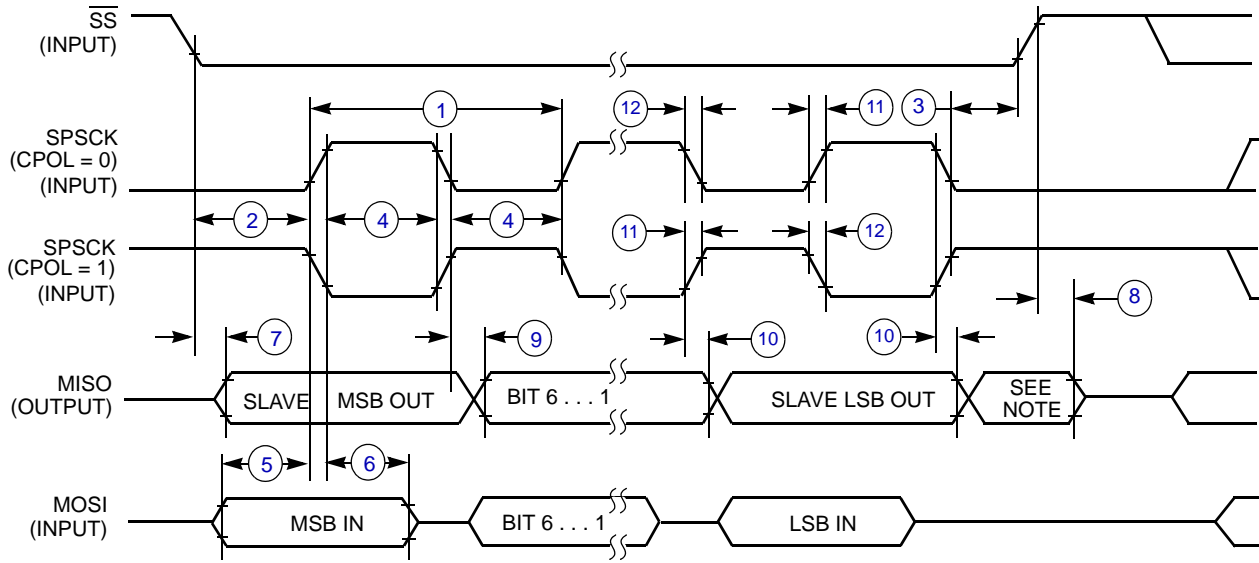 SS
(INPUT)
1
12
11
3
SPSCK
(CPOL = 0)
(INPUT)
2
4
4
SPSCK
(CPOL = 1)
(INPUT)
11
12
8
7
9
10
10
MISO
(OUTPUT)
SLAVE
MSB OUT
BIT 6 . . . 1
SLAVE LSB OUT
SEE
NOTE
5
6
MOSI
(INPUT)
MSB IN
BIT 6 . . . 1
LSB IN